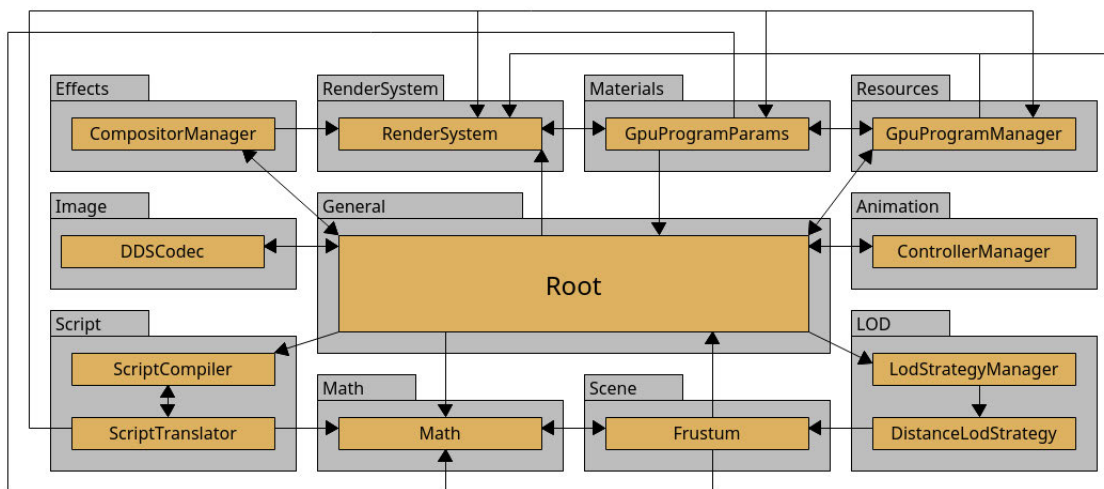 Effects
RenderSystem
Materials
Resources
CompositorManager
RenderSystem
GpuProgramParams
GpuProgramManager
Image
General
Animation
DDSCodec
Root
ControllerManager
Script
LOD
ScriptCompiler
LodStrategyManager
Math
Scene
ScriptTranslator
Math
Frustum
DistanceLodStrategy